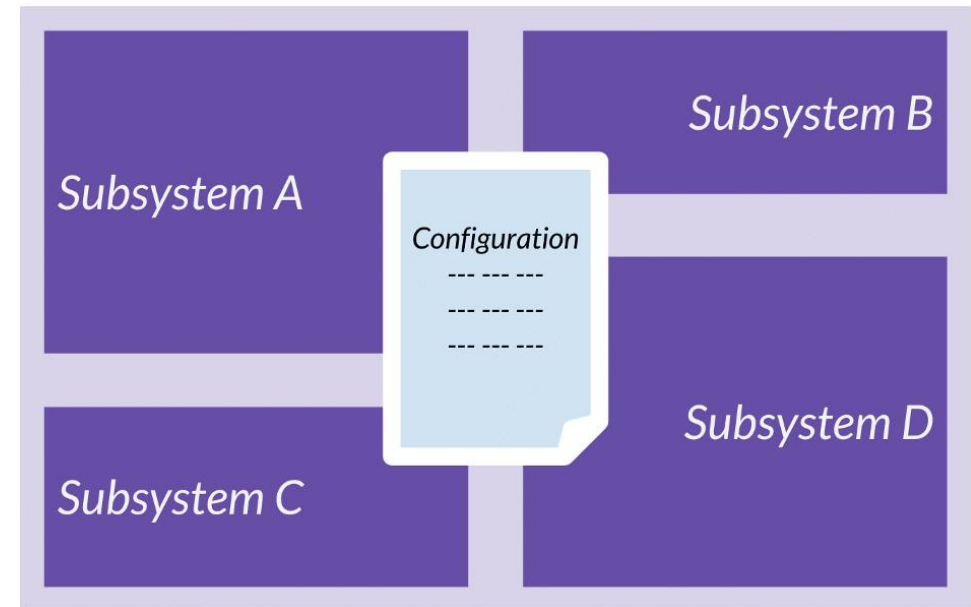 Subsystem A
Subsystem B
Configuration
--- --- ---
--- --- ---
--- --- ---
Subsystem C
Subsystem D